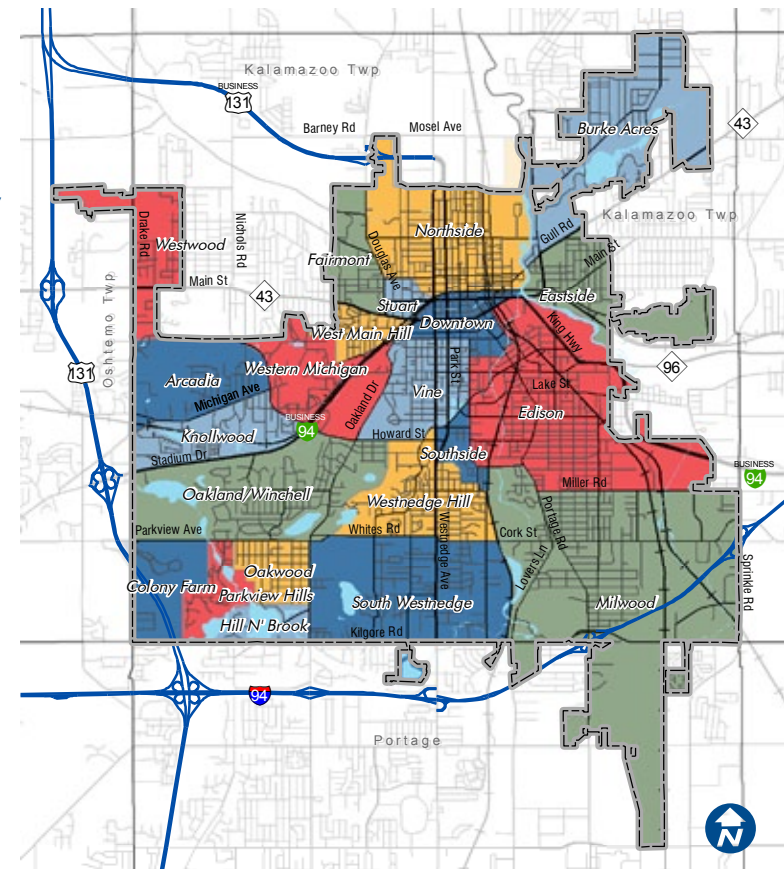 Kalamazoo Twp
BUSINESS
131
Barney Rd
Mosel Ave
Burke Acres
43
Kalamazoo Twp
Drake Rd
Westwood
Nichols Rd
Northside
Gull Rd
Fairmont
Douglas Ave
Main St
Main St
43
Oshtemo Twp
Stuart
Eastside
Downtown
West Main Hill
King Hwy
131
Arcadia
Western Michigan
Park St
96
Michigan Ave
Oakland Dr
Vine
Lake St
Edison
BUSINESS
94
Knollwood
Howard St
Stadium Dr
Southside
BUSINESS
94
Miller Rd
Oakland/Winchell
Westnedge Hill
Parkview Ave
Whites Rd
Cork St
Portage Rd
Westnedge Ave
Lovers Ln
Sprinkle Rd
Oakwood
Colony Farm
Parkview Hills
South Westnedge
Milwood
Hill N' Brook
Kilgore Rd
94
Portage
N